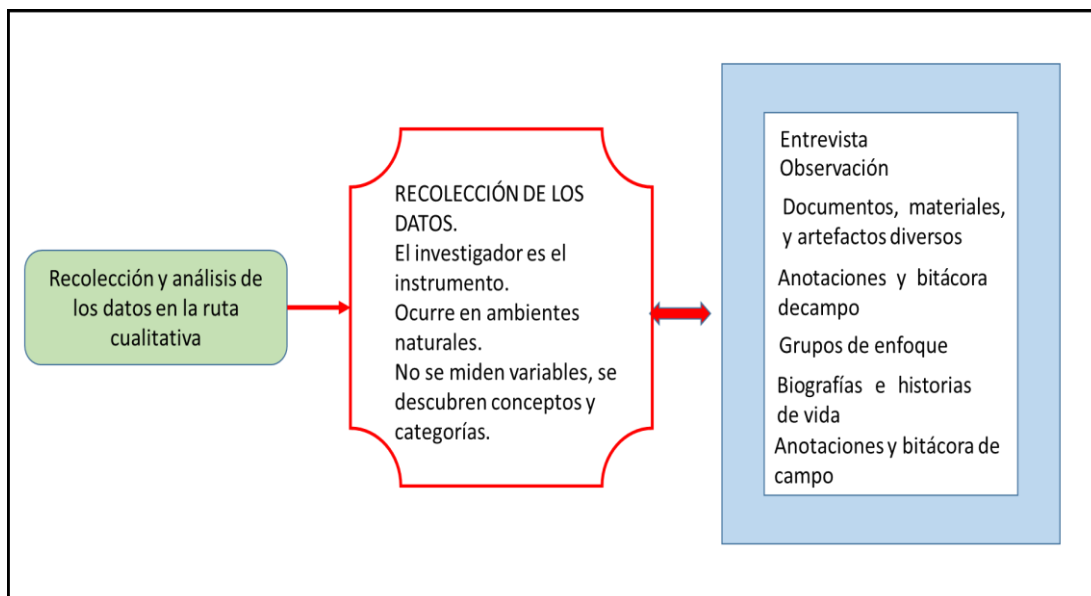 Recolección y análisis de
los datos en la ruta
cualitativa
RECOLECCIÓN DE LOS
DATOS.
El investigador es el
instrumento.
Ocurre en ambientes
naturales.
No se miden variables, se
descubren conceptos y
categorías.
Entrevista
Observación
Documentos, materiales,
y artefactos diversos
Anotaciones y bitácora
decampo
Grupos de enfoque
Biografías e historias
de vida
Anotaciones y bitácora de
campo